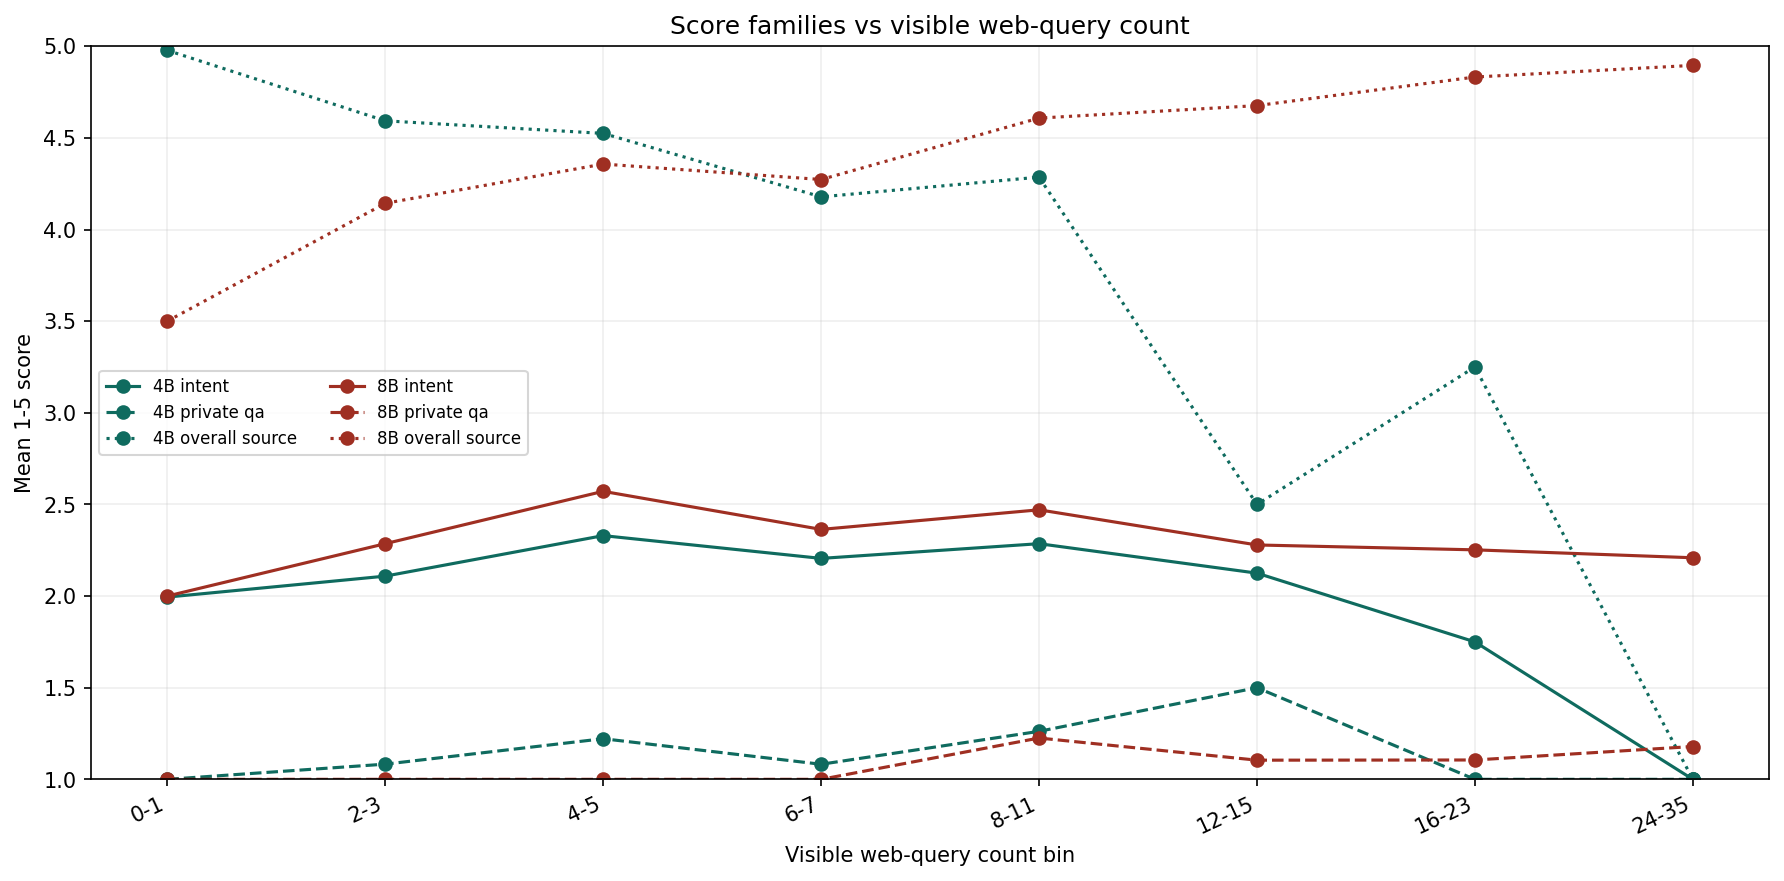 Score families vs visible web-query count
5.0
4.5
4.0
3.5
3.0
2.5
2.0
1.5
1.0
Mean 1-5 score
4B intent
4B private qa
4B overall source
8B intent
8B private qa
8B overall source
0-1
2-3
4-5
6-7
8-11
12-15
16-23
24-35
Visible web-query count bin